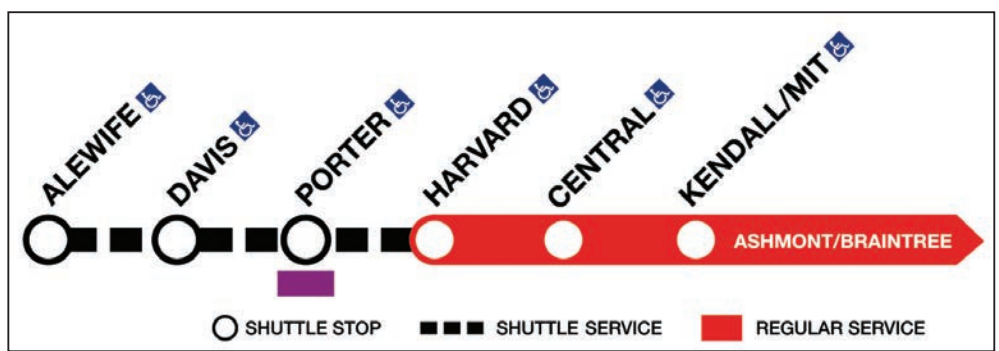 ALEWIFE
DAVIS
PORTER
HARVARD
CENTRAL
KENDALL/MIT
ASHMONT/BRAINTREE
SHUTTLE STOP
SHUTTLE SERVICE
REGULAR SERVICE